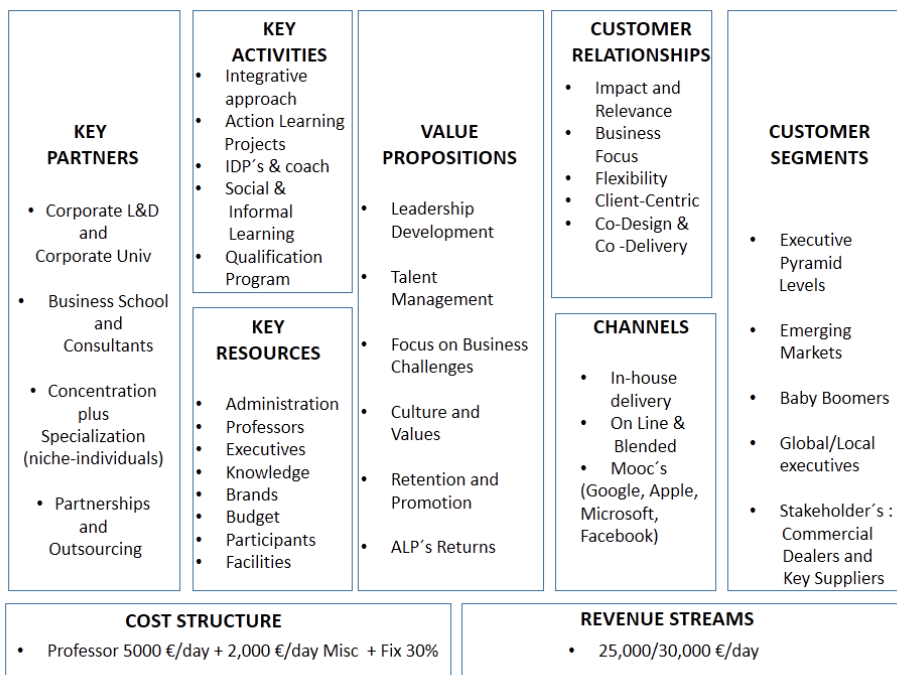 KEY
PARTNERS
• Corporate L&D
and
Corporate Univ
• Business School
and
Consultants
• Concentration
plus
Specialization
(niche-individuals)
• Partnerships
and
Outsourcing
KEY
ACTIVITIES
• Integrative
approach
• Action Learning
Projects
• IDP´s & coach
• Social &
Informal
Learning
• Qualification
Program
KEY
RESOURCES
• Administration
• Professors
• Executives
• Knowledge
• Brands
• Budget
• Participants
• Facilities
VALUE
PROPOSITIONS
• Leadership
Development
• Talent
Management
• Focus on Business
Challenges
• Culture and
Values
• Retention and
Promotion
• ALP´s Returns
CUSTOMER
RELATIONSHIPS
• Impact and
Relevance
• Business
Focus
• Flexibility
• Client-Centric
• Co-Design &
Co -Delivery
CHANNELS
• In-house
delivery
• On Line &
Blended
• Mooc´s
(Google, Apple,
Microsoft,
Facebook)
CUSTOMER
SEGMENTS
• Executive
Pyramid
Levels
• Emerging
Markets
• Baby Boomers
• Global/Local
executives
• Stakeholder´s :
Commercial
Dealers and
Key Suppliers
COST STRUCTURE
• Professor 5000 €/day + 2,000 €/day Misc + Fix 30%
REVENUE STREAMS
• 25,000/30,000 €/day